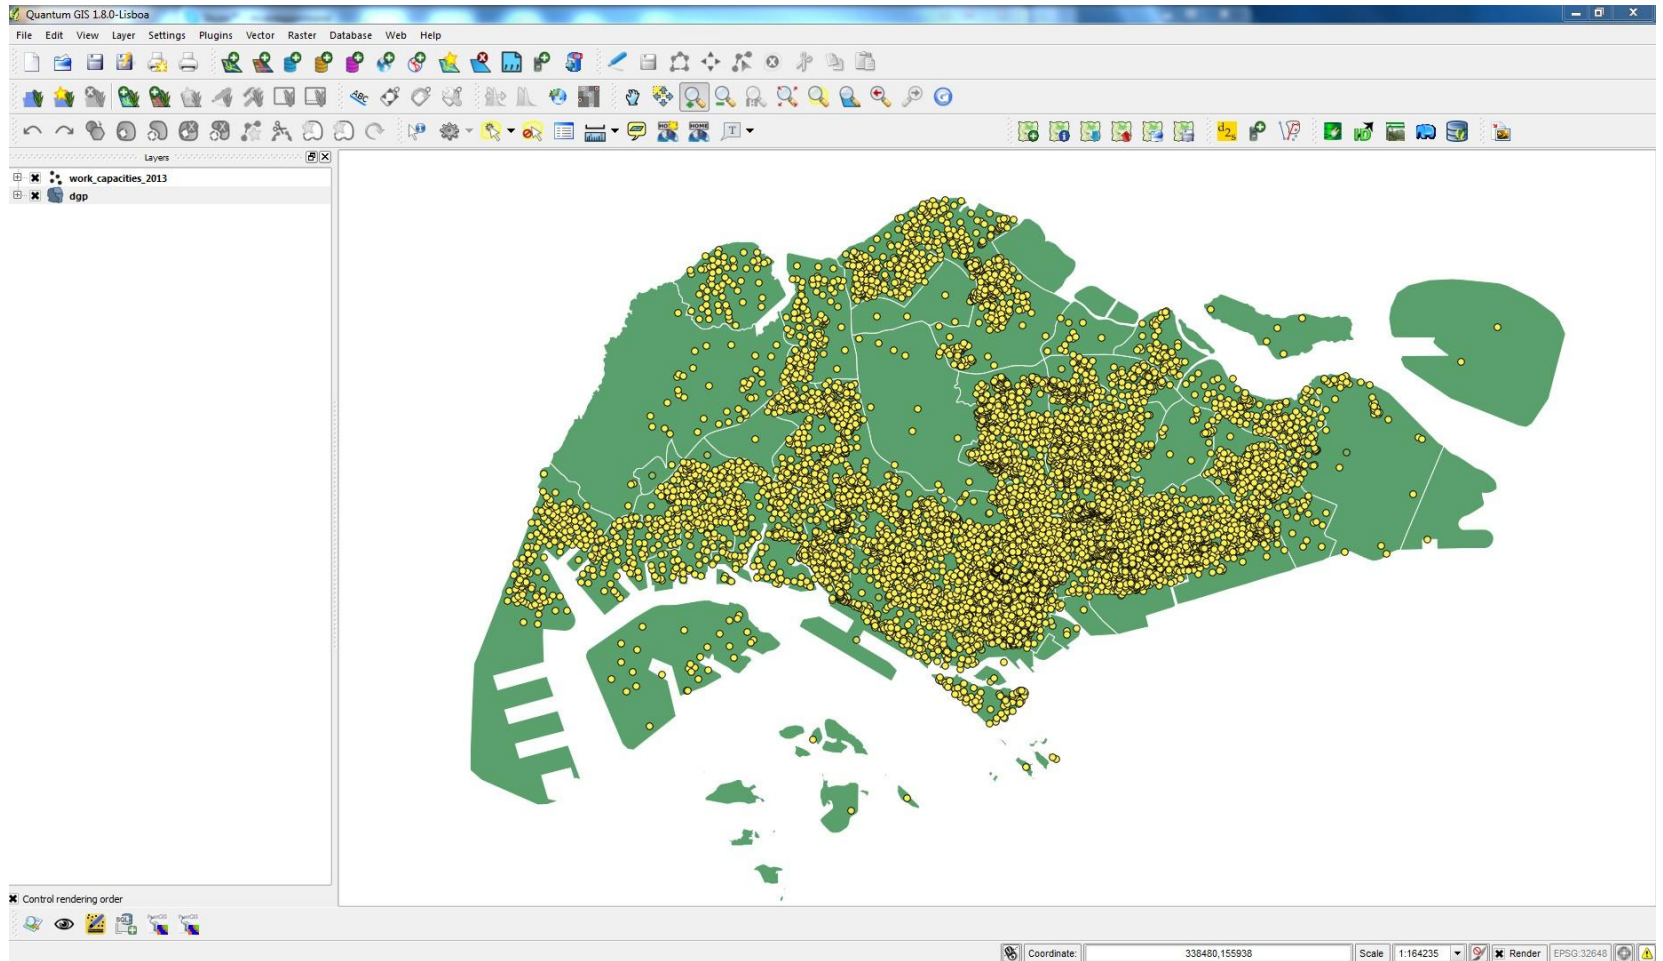 Quantum GIS 1.8.0-Lisboa
File Edit View Layer Settings Plugins Vector Raster Database Web Help
Layers
work_capacities_2013
dgp
Control rendering order
Coordinate: 338480,155938 Scale 1:164235 Render EPSG:32648